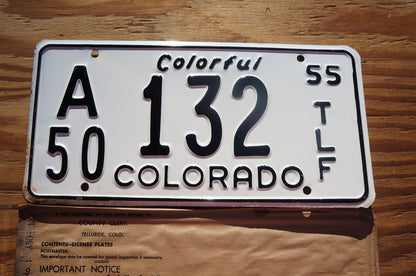 Colorful
A 50 132 55 TLF
COLORADO
COUNTY CLERK
TELLURIDE, COLO.
CONTENTS—LICENSE PLATES
POSTMASTER:
This envelope may be opened for postal inspection if necessary.
IMPORTANT NOTICE